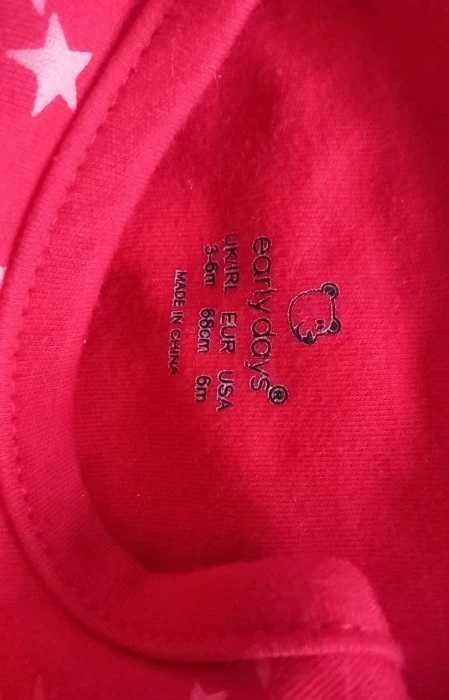 early days®
UK/IRL EUR USA
3-6m 68cm 6m
MADE IN CHINA